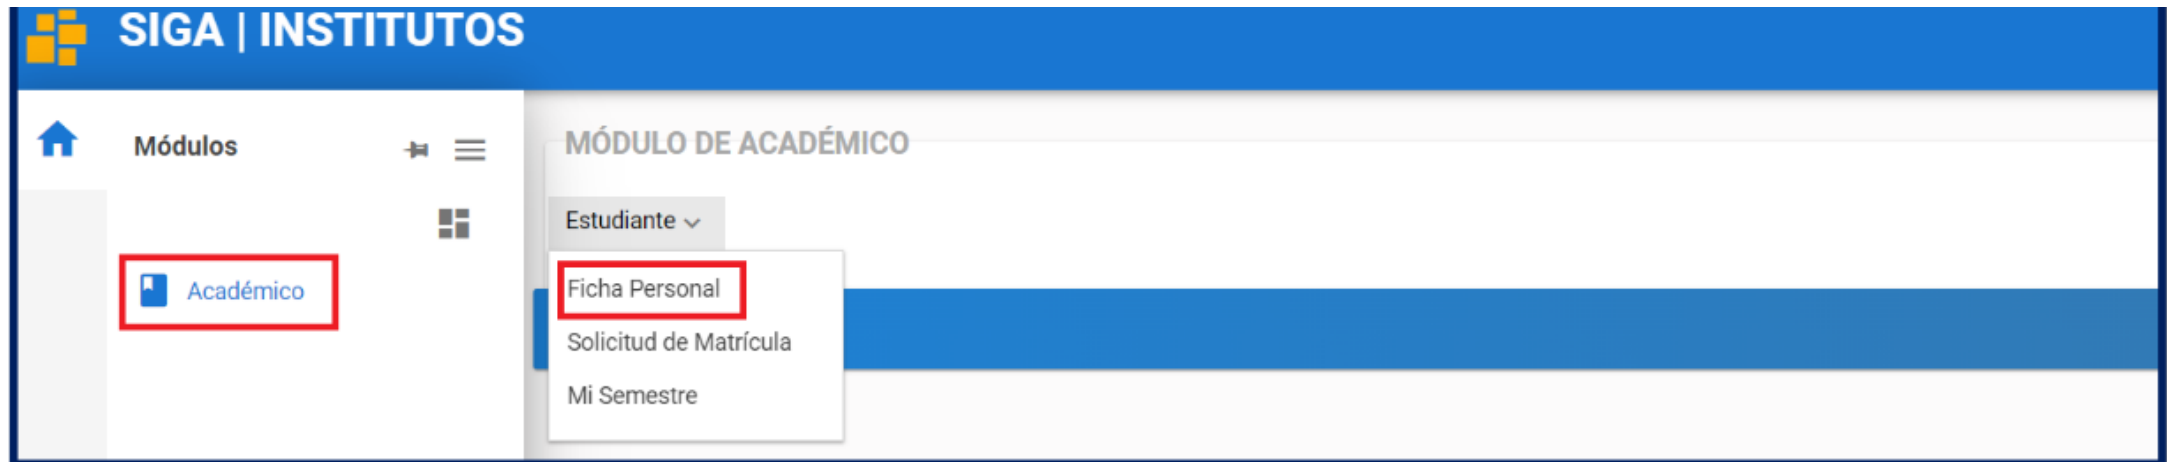 SIGA | INSTITUTOS
Módulos
Académico
MÓDULO DE ACADÉMICO
Estudiante
Ficha Personal
Solicitud de Matrícula
Mi Semestre